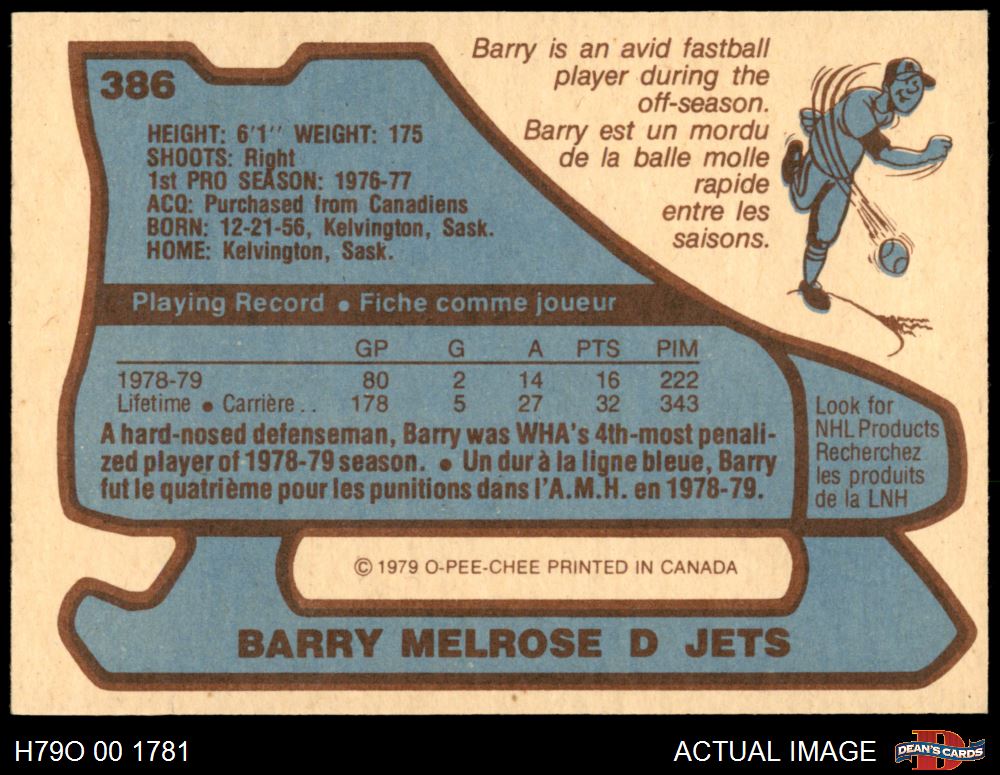 386
Barry is an avid fastball
player during the
off-season.
Barry est un mordu
de la balle molle
rapide
entre les
saisons.
HEIGHT: 6'1'' WEIGHT: 175
SHOOTS: Right
1st PRO SEASON: 1976-77
ACQ: Purchased from Canadiens
BORN: 12-21-56, Kelvington, Sask.
HOME: Kelvington, Sask.
Playing Record • Fiche comme joueur
GP G A PTS PIM
1978-79 80 2 14 16 222
Lifetime • Carrière .. 178 5 27 32 343
A hard-nosed defenseman, Barry was WHA's 4th-most penali-
zed player of 1978-79 season. • Un dur à la ligne bleue, Barry
fut le quatrième pour les punitions dans l'A.M.H. en 1978-79.
Look for
NHL Products
Recherchez
les produits
de la LNH
© 1979 O-PEE-CHEE PRINTED IN CANADA
BARRY MELROSE D JETS
H79O 00 1781
ACTUAL IMAGE
D
DEAN'S CARDS